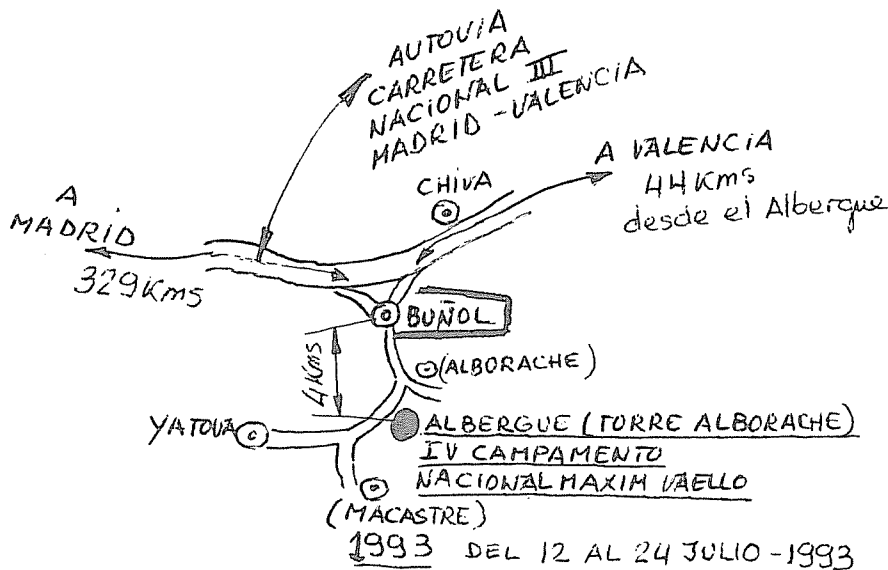 AUTOVIA
CARRETERA
NACIONAL III
MADRID - VALENCIA
A VALENCIA
44 Kms
desde el Albergue
CHIVA
A
MADRID
329 Kms
BUÑOL
4 Kms
(ALBORACHE)
YATOVA
ALBERGUE (TORRE ALBORACHE)
IV CAMPAMENTO
NACIONAL MAXIM VAELLO
(MACASTRE)
1993 DEL 12 AL 24 JULIO - 1993